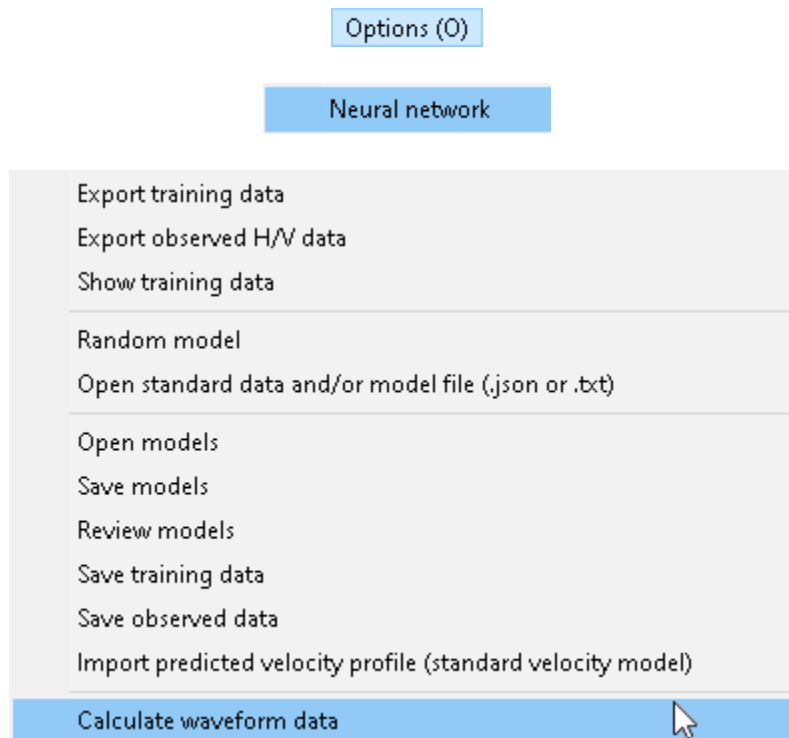 Options (O)
Neural network
Export training data
Export observed H/V data
Show training data
Random model
Open standard data and/or model file (.json or .txt)
Open models
Save models
Review models
Save training data
Save observed data
Import predicted velocity profile (standard velocity model)
Calculate waveform data